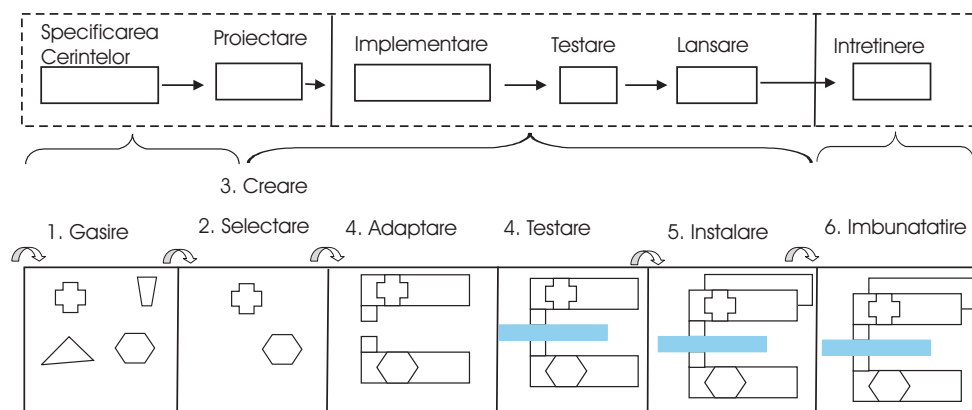 Specificarea
Cerintelor
Proiectare
Implementare
Testare
Lansare
Intretinere
3. Creare
1. Gasire
2. Selectare
4. Adaptare
4. Testare
5. Instalare
6. Imbunatatire